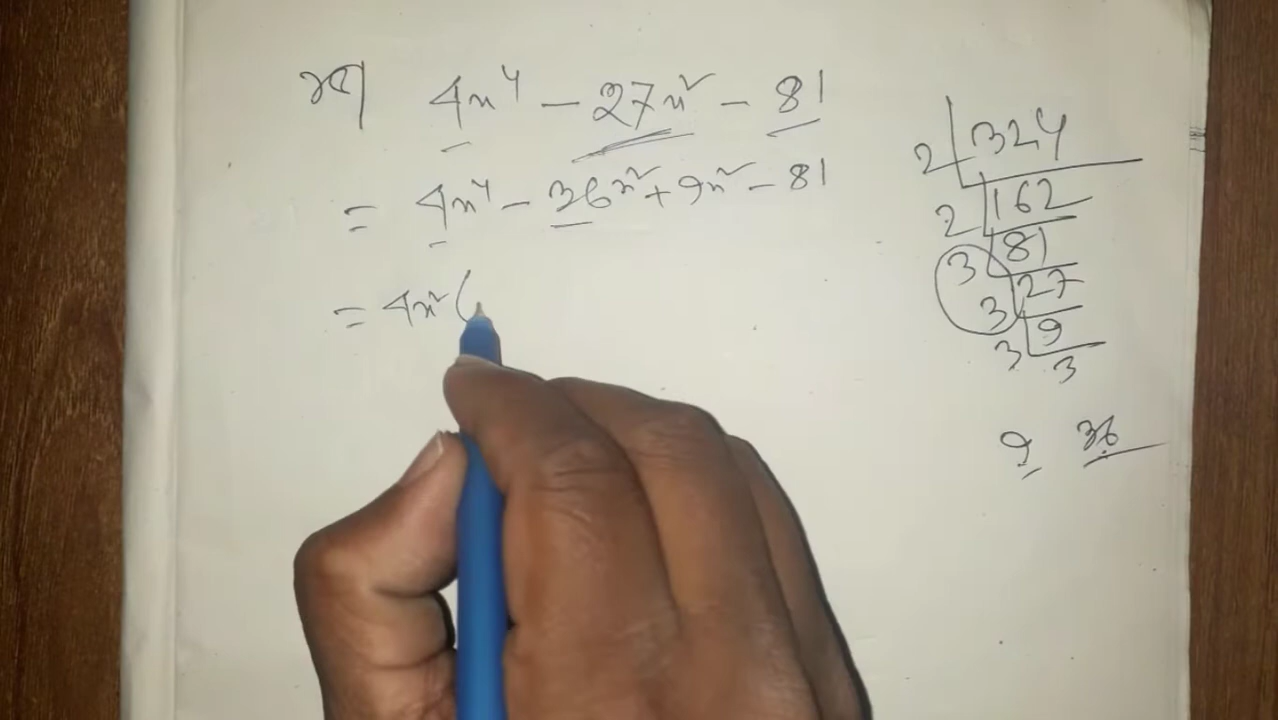 4x⁴ − 27x² − 81
= 4x⁴ − 36x² + 9x² − 81
= 4x² (
2 324
2 162
3 81
3 27
3 9
3
9 36